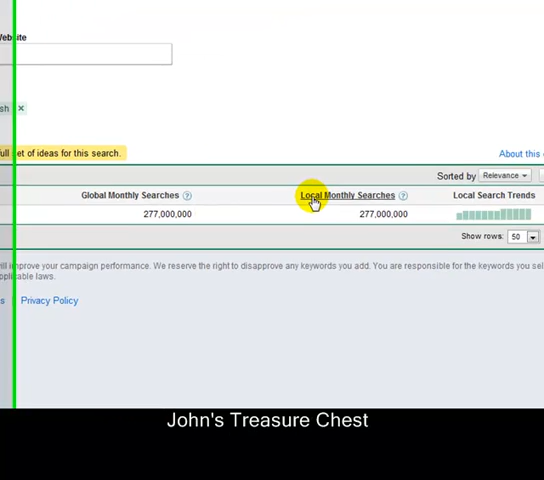 Website
sh ×
full set of ideas for this search.
About this
Sorted by Relevance
Global Monthly Searches ? Local Monthly Searches ? Local Search Trends
277,000,000 277,000,000
Show rows: 50
will improve your campaign performance. We reserve the right to disapprove any keywords you add. You are responsible for the keywords you sel
applicable laws.
s Privacy Policy
John's Treasure Chest